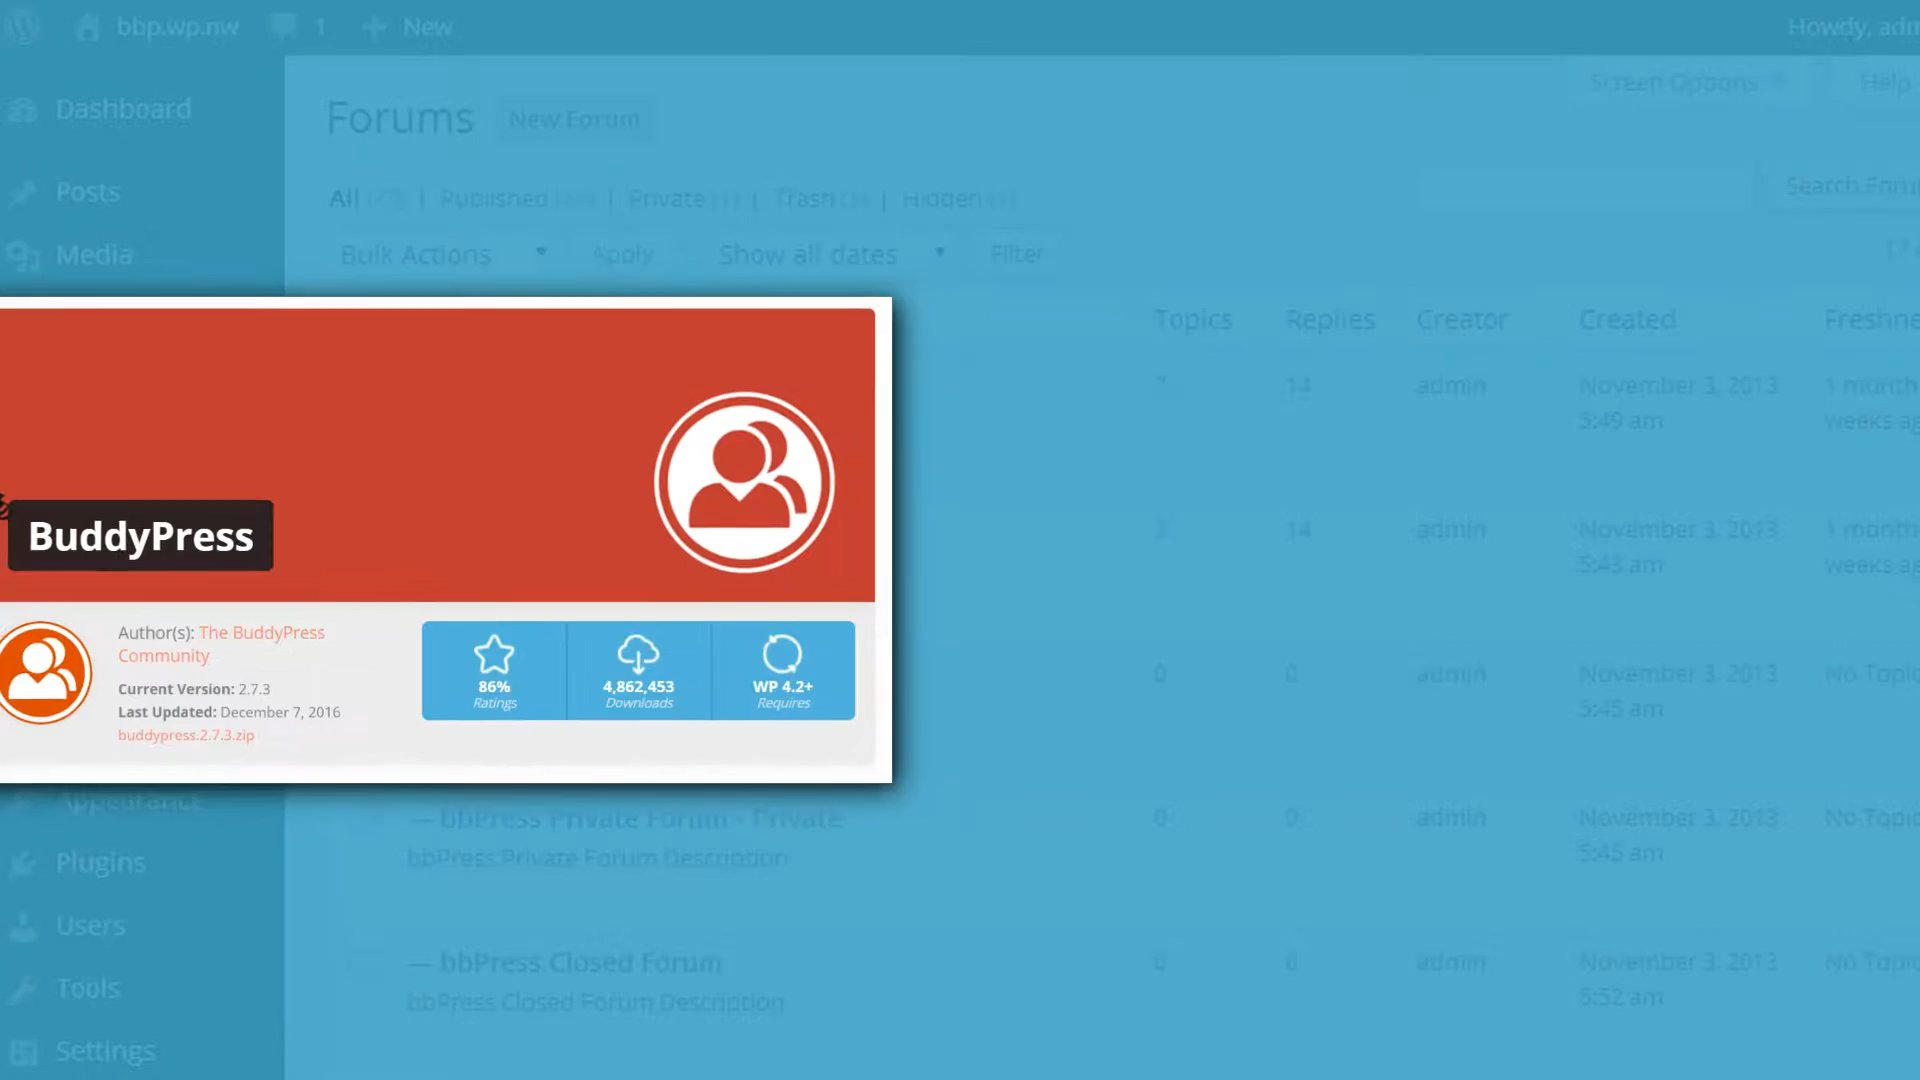 bbp.wp.nw 1 New Howdy, adm
Screen Options Help
Dashboard
Forums New Forum
Posts
All | Published | Private | Trash | Hidden
Search Foru
Media
Bulk Actions Apply Show all dates Filter
Topics Replies Creator Created Freshne
14 admin November 3, 2013 1 month
5:49 am weeks ag
BuddyPress
14 admin November 3, 2013 1 month
5:43 am weeks ag
Author(s): The BuddyPress
Community
Current Version: 2.7.3
Last Updated: December 7, 2016
buddypress.2.7.3.zip
86%
Ratings
4,862,453
Downloads
WP 4.2+
Requires
0 0 admin November 3, 2013 No Topic
5:45 am
Appearance
— bbPress Private Forum - Private 0 0 admin November 3, 2013 No Topic
bbPress Private Forum Description 5:45 am
Plugins
Users
— bbPress Closed Forum 0 0 admin November 3, 2013 No Topic
bbPress Closed Forum Description 5:52 am
Tools
Settings